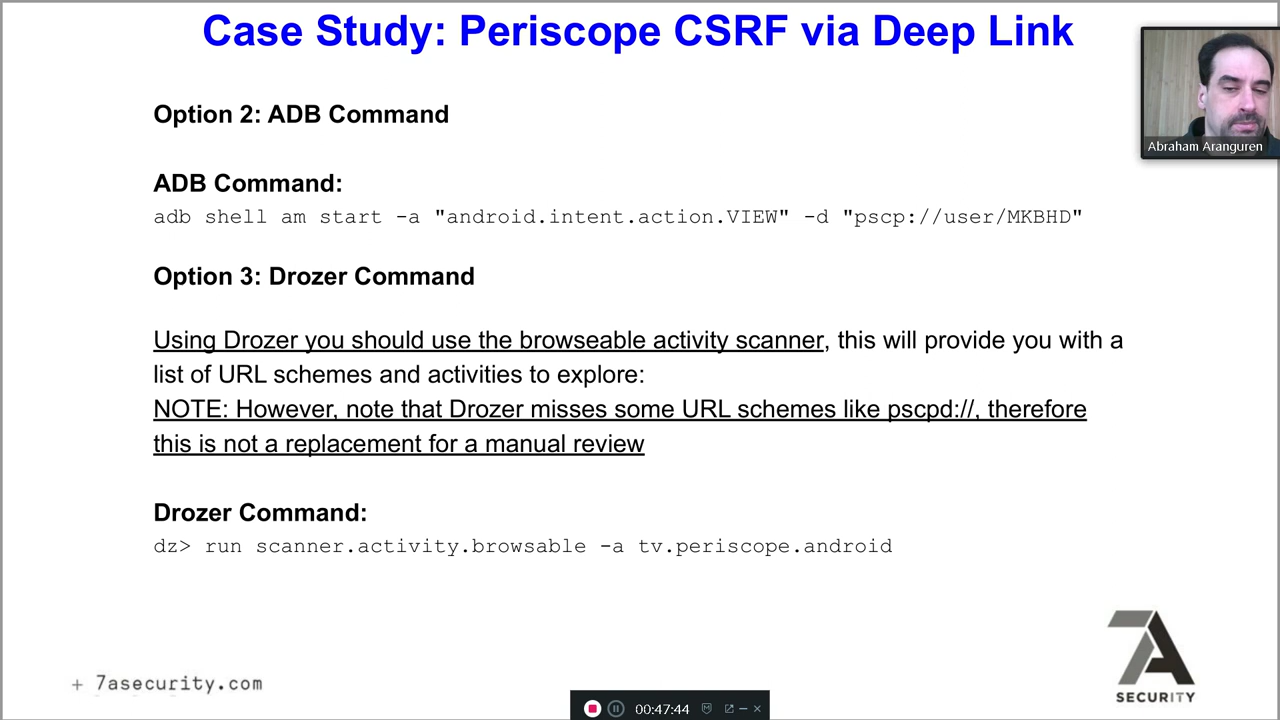 Case Study: Periscope CSRF via Deep Link
Option 2: ADB Command
Abraham Aranguren
ADB Command:
adb shell am start -a "android.intent.action.VIEW" -d "pscp://user/MKBHD"
Option 3: Drozer Command
Using Drozer you should use the browseable activity scanner, this will provide you with a
list of URL schemes and activities to explore:
NOTE: However, note that Drozer misses some URL schemes like pscpd://, therefore
this is not a replacement for a manual review
Drozer Command:
dz> run scanner.activity.browsable -a tv.periscope.android
7A
SECURITY
+ 7asecurity.com
00:47:44